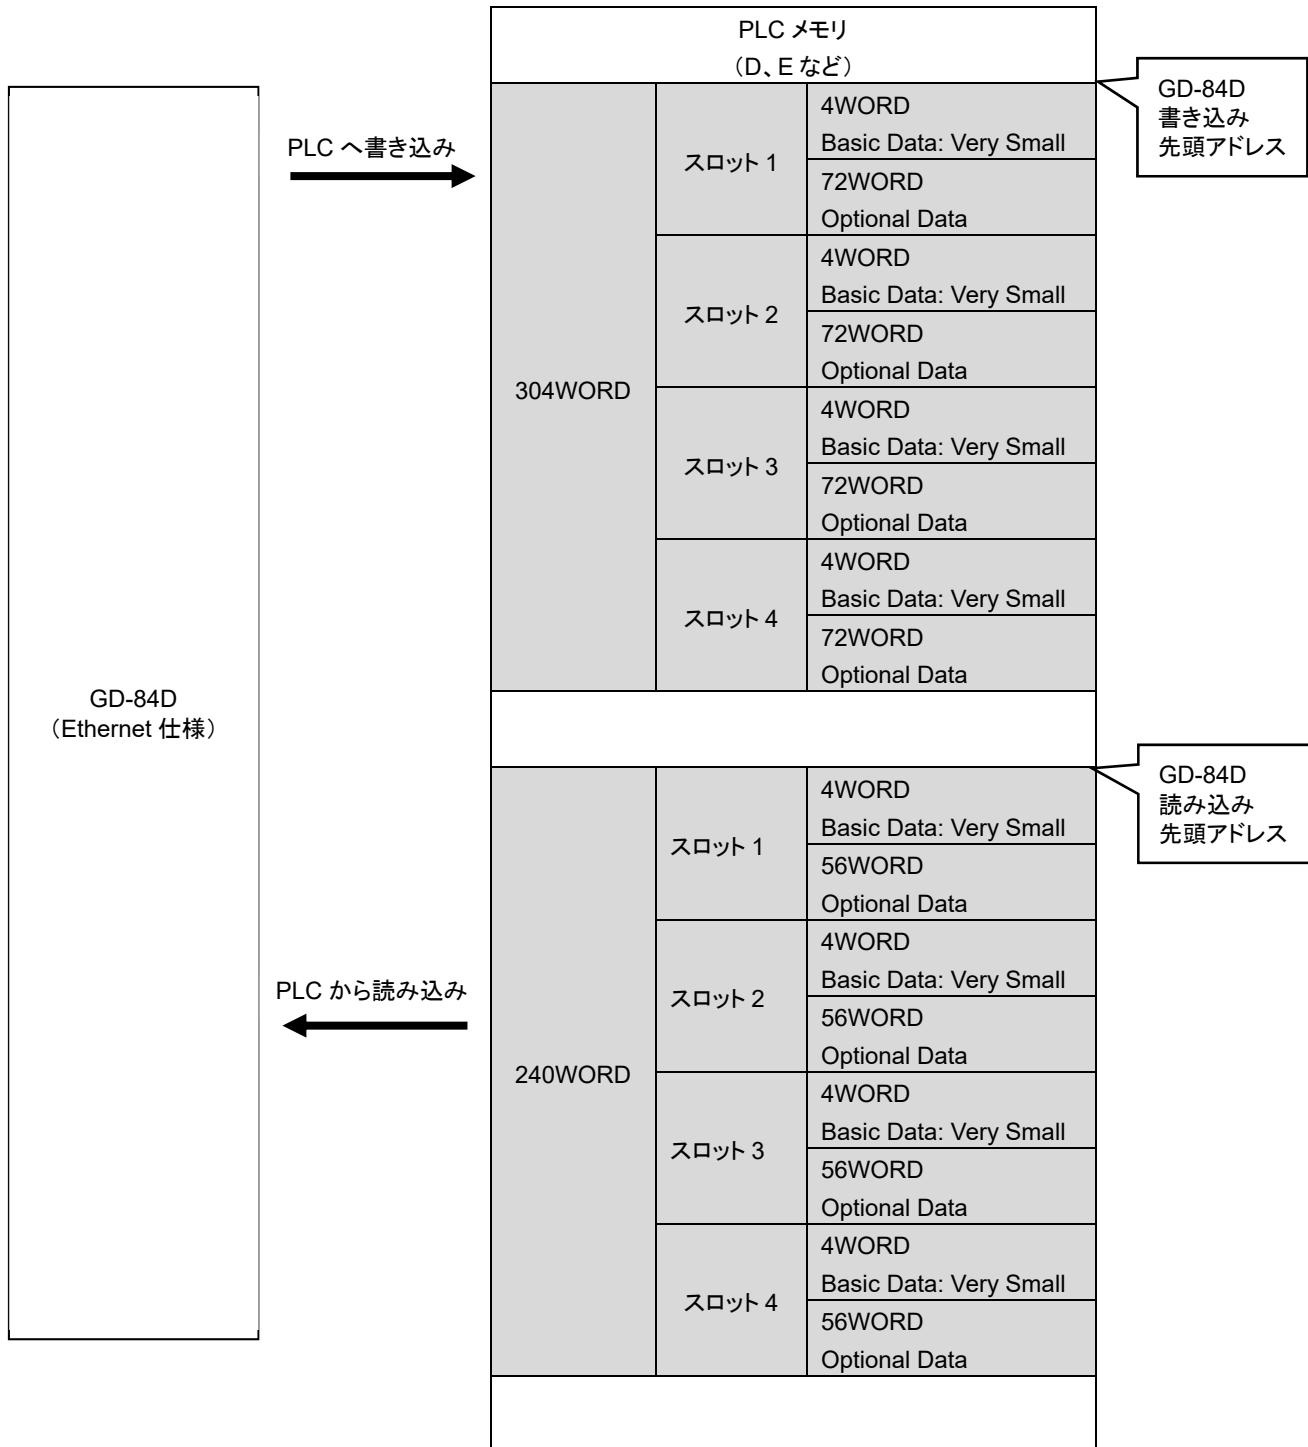 PLC メモリ
（D、E など）
GD-84D
書き込み
先頭アドレス
PLC へ書き込み
304WORD
スロット 1
4WORD
Basic Data: Very Small
72WORD
Optional Data
スロット 2
4WORD
Basic Data: Very Small
72WORD
Optional Data
スロット 3
4WORD
Basic Data: Very Small
72WORD
Optional Data
スロット 4
4WORD
Basic Data: Very Small
72WORD
Optional Data
GD-84D
（Ethernet 仕様）
GD-84D
読み込み
先頭アドレス
PLC から読み込み
240WORD
スロット 1
4WORD
Basic Data: Very Small
56WORD
Optional Data
スロット 2
4WORD
Basic Data: Very Small
56WORD
Optional Data
スロット 3
4WORD
Basic Data: Very Small
56WORD
Optional Data
スロット 4
4WORD
Basic Data: Very Small
56WORD
Optional Data